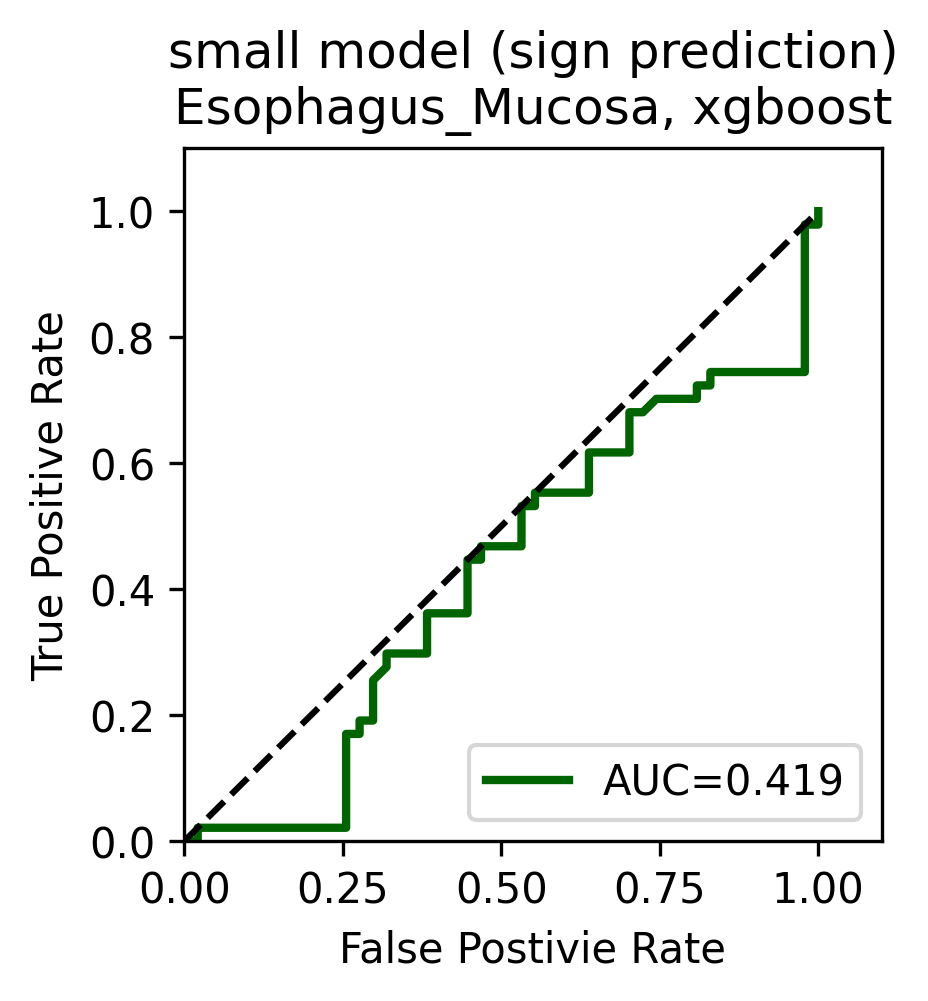 small model (sign prediction)
Esophagus_Mucosa, xgboost
True Positive Rate
1.0
0.8
0.6
0.4
0.2
0.0
AUC=0.419
0.00 0.25 0.50 0.75 1.00
False Postivie Rate